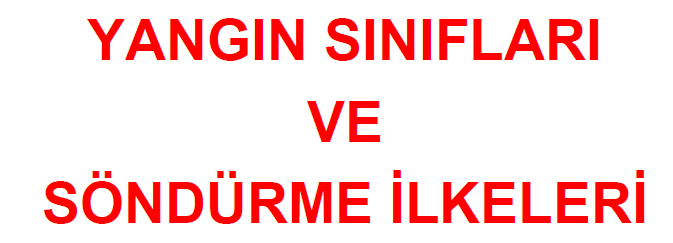 YANGIN SINIFLARI
VE
SÖNDÜRME İLKELERİ